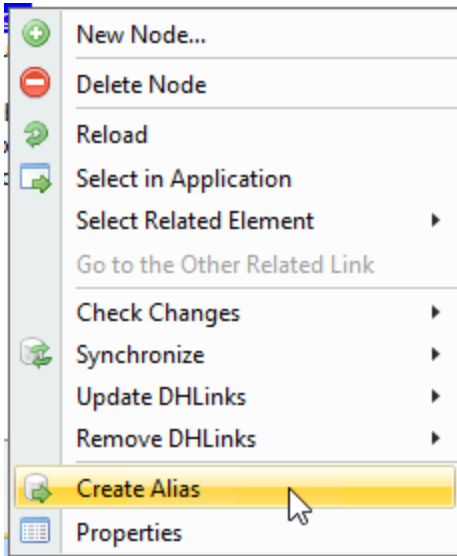 New Node...
Delete Node
Reload
Select in Application
Select Related Element
Go to the Other Related Link
Check Changes
Synchronize
Update DHLinks
Remove DHLinks
Create Alias
Properties